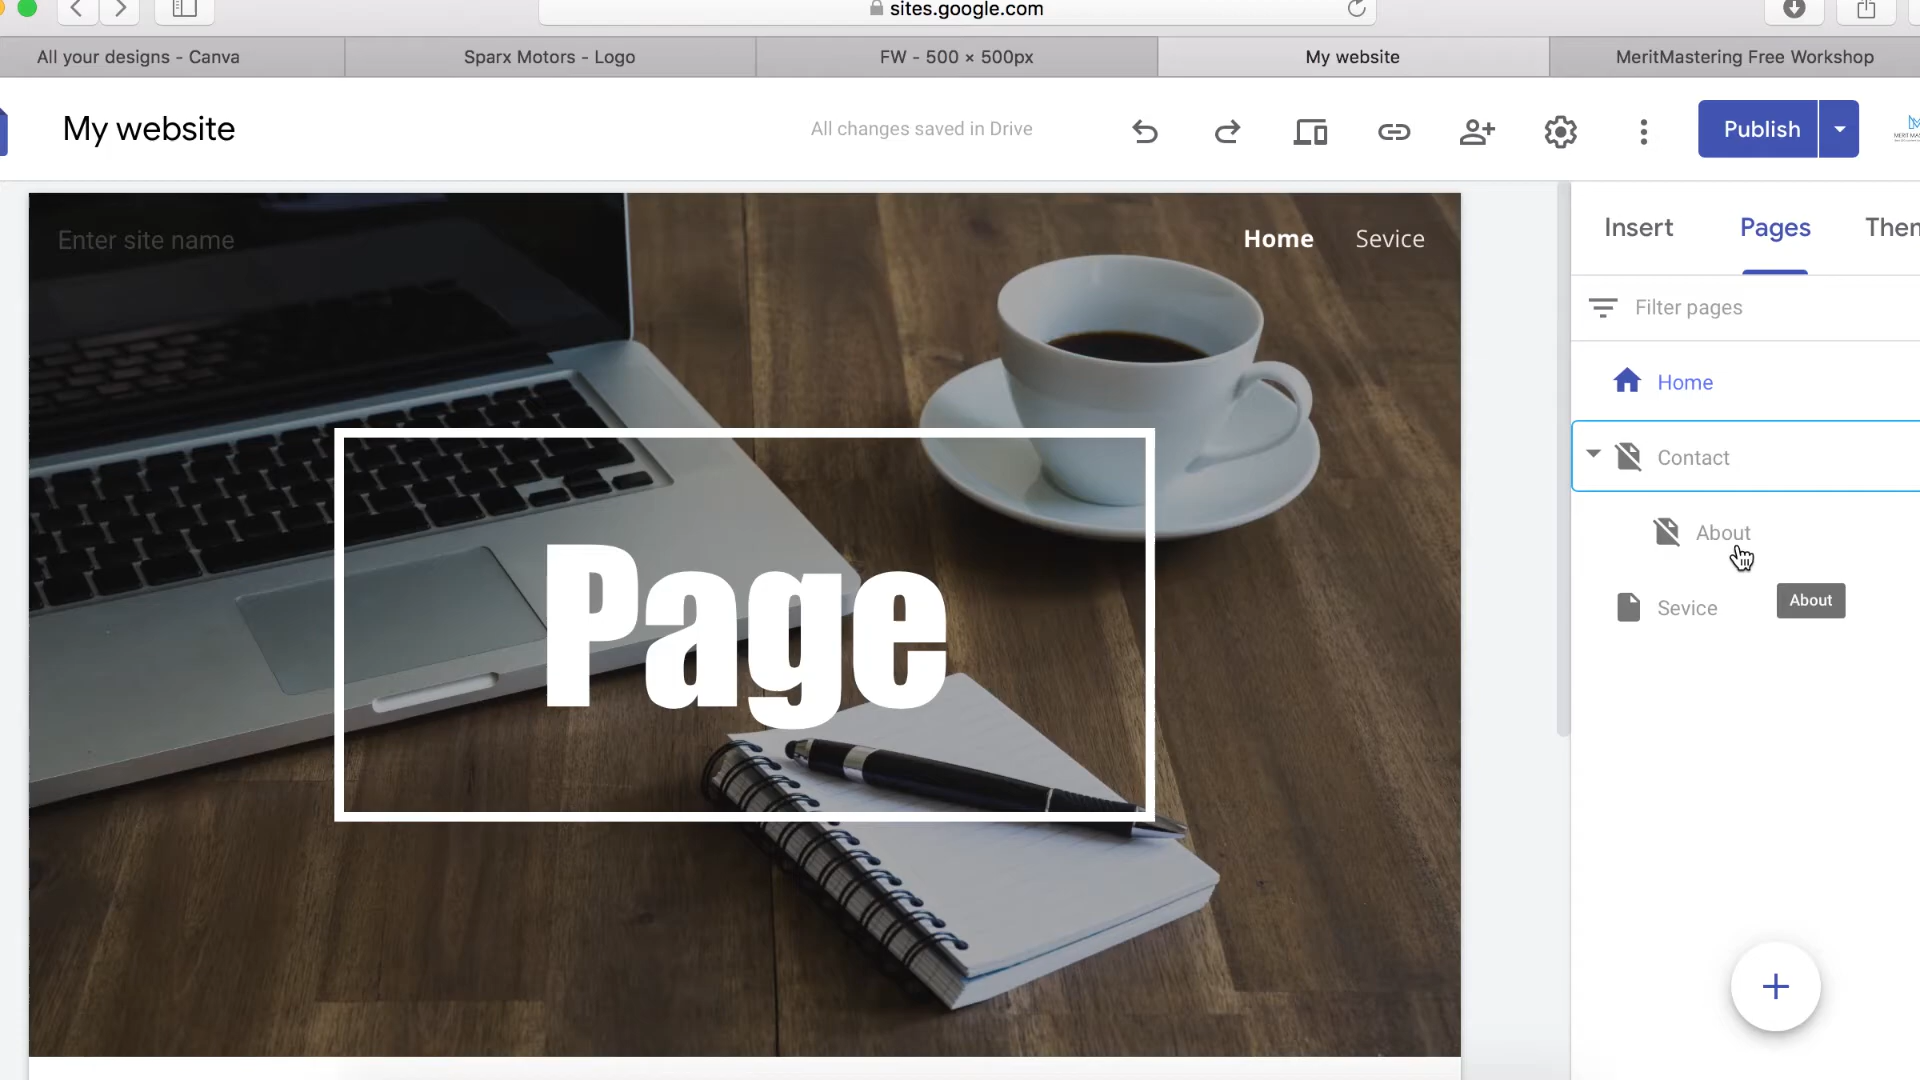 sites.google.com
All your designs - Canva
Sparx Motors - Logo
FW - 500 × 500px
My website
MeritMastering Free Workshop
My website
All changes saved in Drive
Publish
Enter site name
Home
Sevice
Page
Insert
Pages
Filter pages
Home
Contact
About
About
Sevice